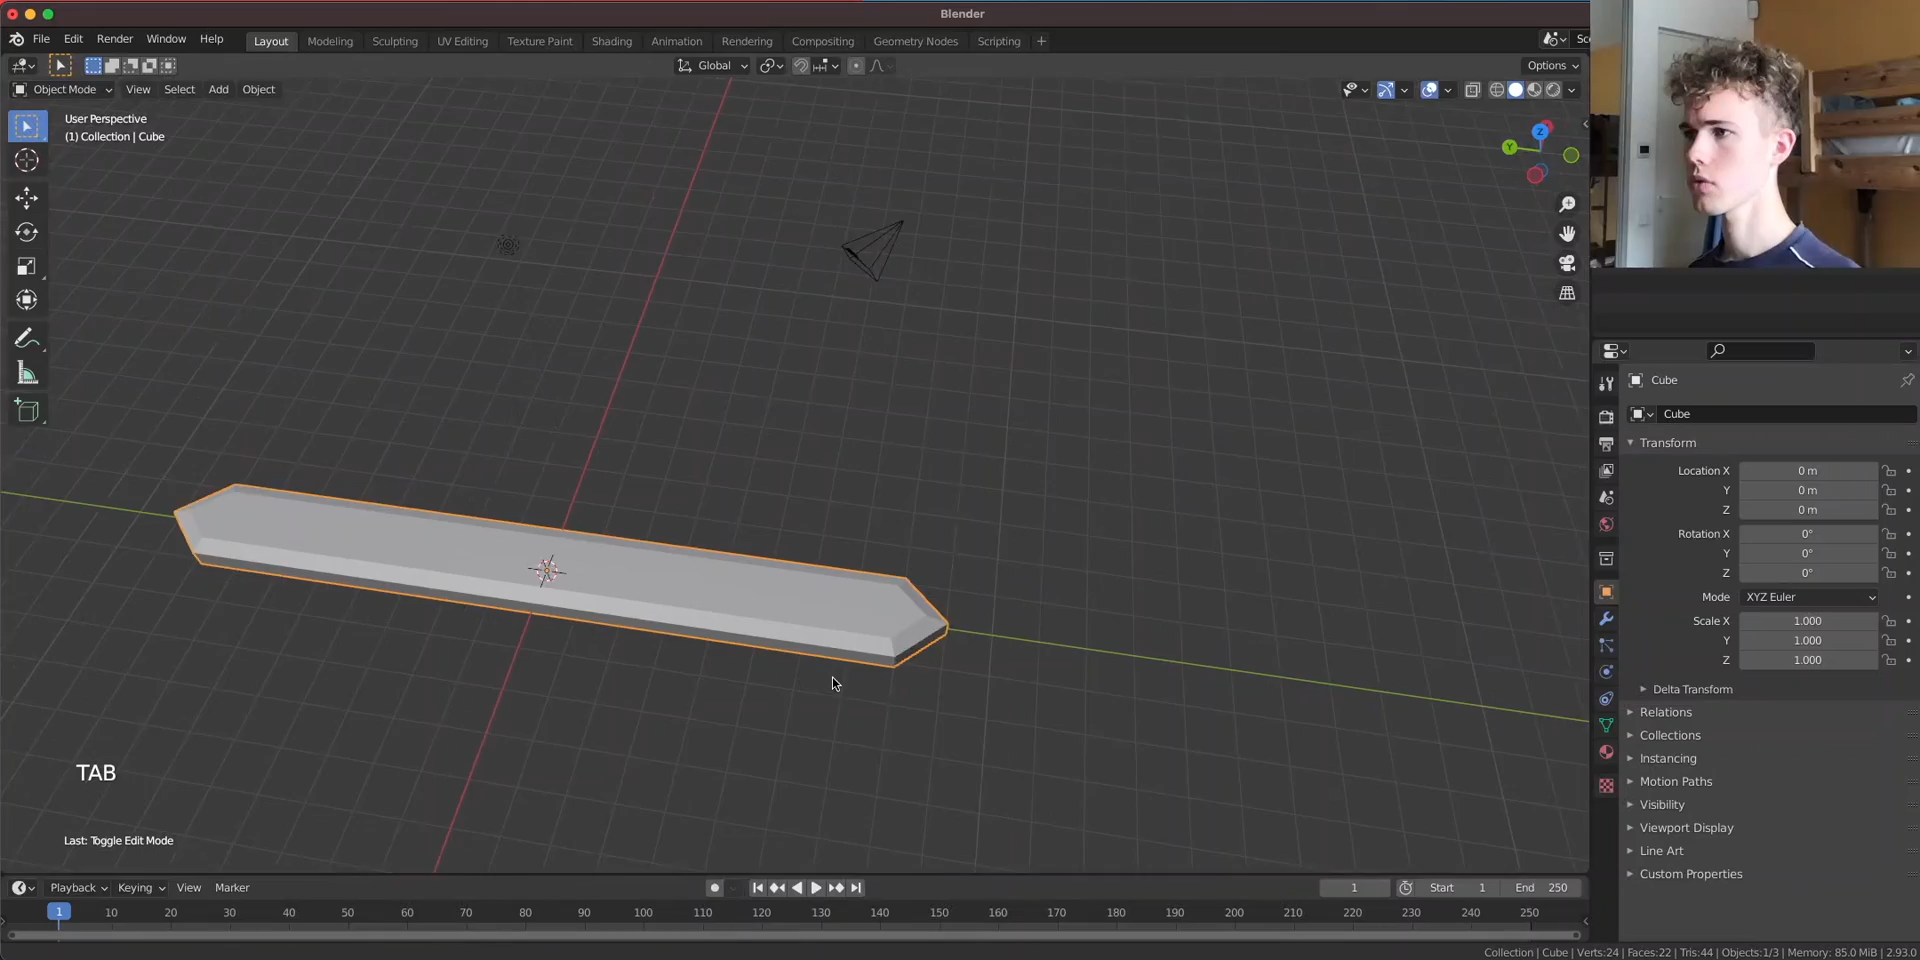 Blender
File Edit Render Window Help
Layout Modeling Sculpting UV Editing Texture Paint Shading Animation Rendering Compositing Geometry Nodes Scripting +
Sc
Global
Options
Object Mode View Select Add Object
User Perspective
(1) Collection | Cube
Z
Y
Cube
Cube
Transform
Location X 0 m
Y 0 m
Z 0 m
Rotation X 0°
Y 0°
Z 0°
Mode XYZ Euler
Scale X 1.000
Y 1.000
Z 1.000
Delta Transform
Relations
Collections
Instancing
Motion Paths
Visibility
Viewport Display
Line Art
Custom Properties
TAB
Last: Toggle Edit Mode
Playback Keying View Marker
1 Start 1 End 250
1 10 20 30 40 50 60 70 80 90 100 110 120 130 140 150 160 170 180 190 200 210 220 230 240 250
Collection | Cube | Verts:24 | Faces:22 | Tris:44 | Objects:1/3 | Memory: 85.0 MiB | 2.93.0